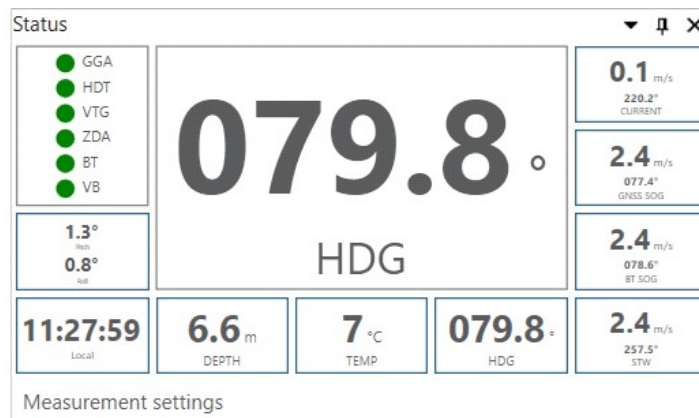 Status
GGA
HDT
VTG
ZDA
BT
VB
079.8°
HDG
0.1 m/s
220.2°
CURRENT
2.4 m/s
077.4°
GNSS SOG
2.4 m/s
078.6°
BT SOG
1.3°
Pitch
0.8°
Roll
11:27:59
Local
6.6 m
DEPTH
7 °C
TEMP
079.8°
HDG
2.4 m/s
257.5°
STW
Measurement settings